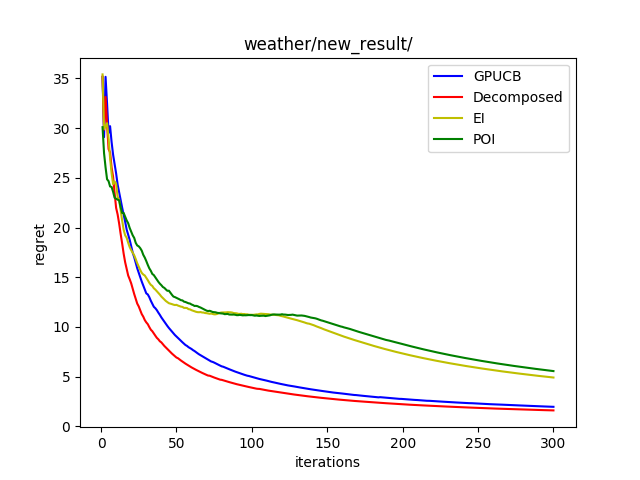 weather/new_result/
GPUCB
Decomposed
EI
POI
regret
35
30
25
20
15
10
5
0
0 50 100 150 200 250 300
iterations